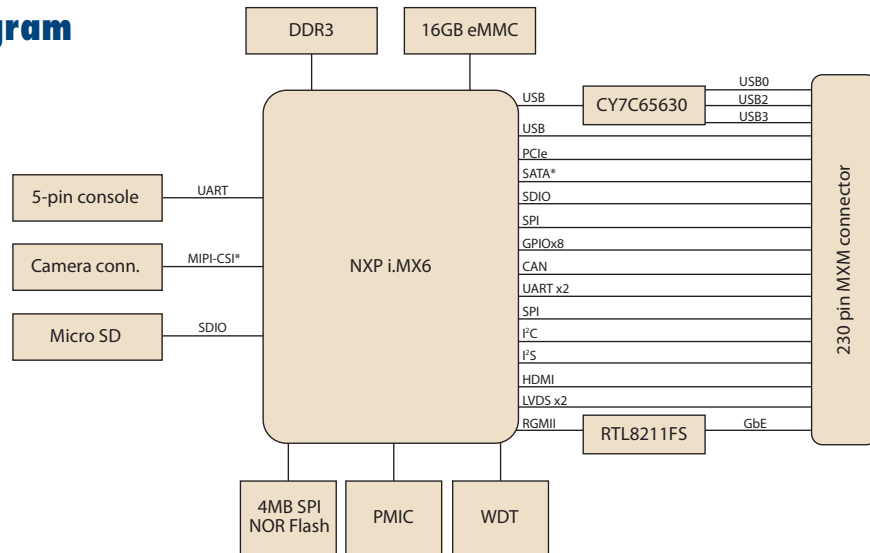 gram
DDR3
16GB eMMC
USB
CY7C65630
USB0
USB2
USB3
USB
PCIe
SATA*
SDIO
SPI
GPIOx8
CAN
UART x2
SPI
I²C
I²S
HDMI
LVDS x2
RGMII
RTL8211FS
GbE
230 pin MXM connector
5-pin console
UART
Camera conn.
MIPI-CSI*
Micro SD
SDIO
NXP i.MX6
4MB SPI
NOR Flash
PMIC
WDT